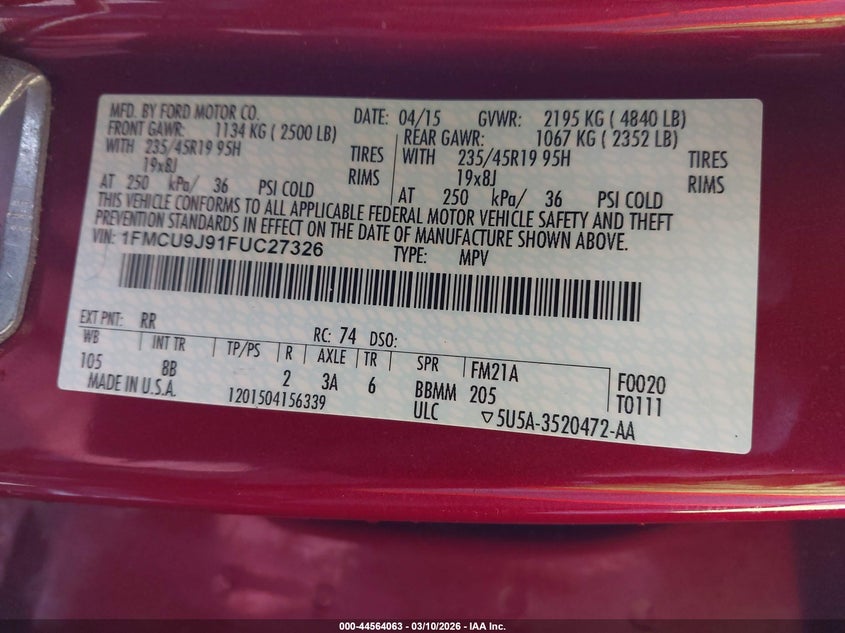 MFD. BY FORD MOTOR CO. DATE: 04/15 GVWR: 2195 KG ( 4840 LB)
FRONT GAWR: 1134 KG ( 2500 LB) REAR GAWR: 1067 KG ( 2352 LB)
WITH 235/45R19 95H TIRES WITH 235/45R19 95H TIRES
19x8J RIMS 19x8J RIMS
AT 250 kPa/ 36 PSI COLD AT 250 kPa/ 36 PSI COLD
THIS VEHICLE CONFORMS TO ALL APPLICABLE FEDERAL MOTOR VEHICLE SAFETY AND THEFT
PREVENTION STANDARDS IN EFFECT ON THE DATE OF MANUFACTURE SHOWN ABOVE.
VIN: 1FMCU9J91FUC27326 TYPE: MPV
EXT PNT: RR RC: 74 DSO:
WB INT TR TP/PS R AXLE TR SPR FM21A F0020
105 8B 2 3A 6 BBMM 205 T0111
MADE IN U.S.A. 1201504156339 ULC ▽5U5A-3520472-AA
000-44564063 - 03/10/2026 - IAA Inc.